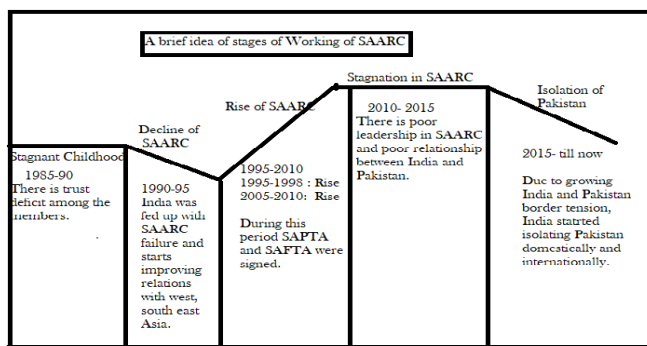 A brief idea of stages of Working of SAARC
Stagnant Childhood
1985-90
There is trust
deficit among the
members.
Decline of
SAARC
1990-95
India was
fed up with
SAARC
failure and
starts
improving
relations
with west,
south east
Asia.
Rise of SAARC
1995-2010
1995-1998 : Rise
2005-2010: Rise
During this
period SAPTA
and SAFTA were
signed.
Stagnation in SAARC
2010- 2015
There is poor
leadership in SAARC
and poor relationship
between India and
Pakistan.
Isolation of
Pakistan
2015- till now
Duc to growing
India and Pakistan
border tension,
India statrted
isolating Pakistan
domestically and
internationally.